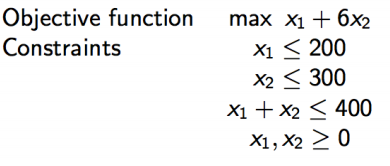 Objective function max x₁ + 6x₂
Constraints x₁ ≤ 200
x₂ ≤ 300
x₁ + x₂ ≤ 400
x₁, x₂ ≥ 0